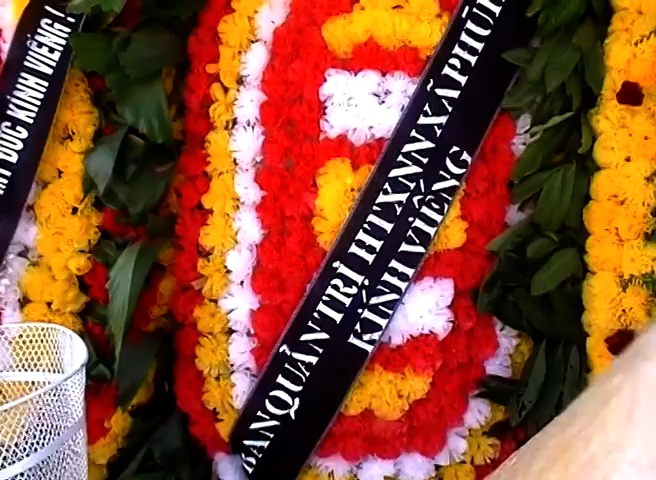 ĐỨC KÍNH VIẾNG !
BAN QUẢN TRỊ HTXNN XÃ PHÚ
KÍNH VIẾNG